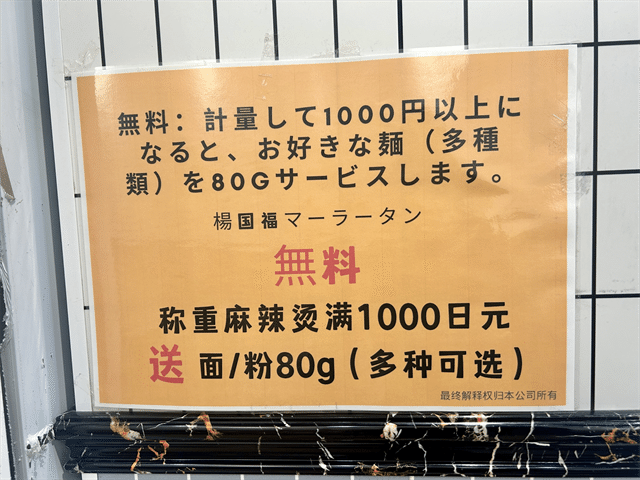 無料：計量して1000円以上に
なると、お好きな麺（多種
類）を80Gサービスします。
楊国福マーラータン
無料
称重麻辣烫满1000日元
送 面/粉80g（多种可选）
最终解释权归本公司所有